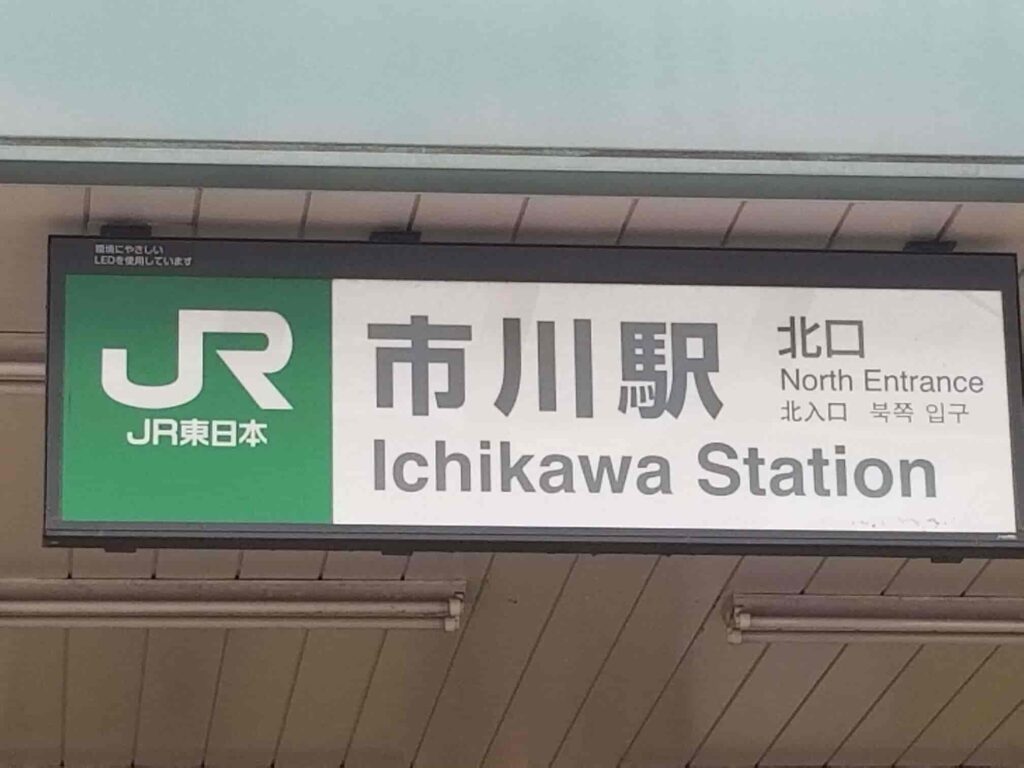 環境にやさしい
LEDを使用しています
JR
JR東日本
市川駅
Ichikawa Station
北口
North Entrance
北入口 북쪽 입구